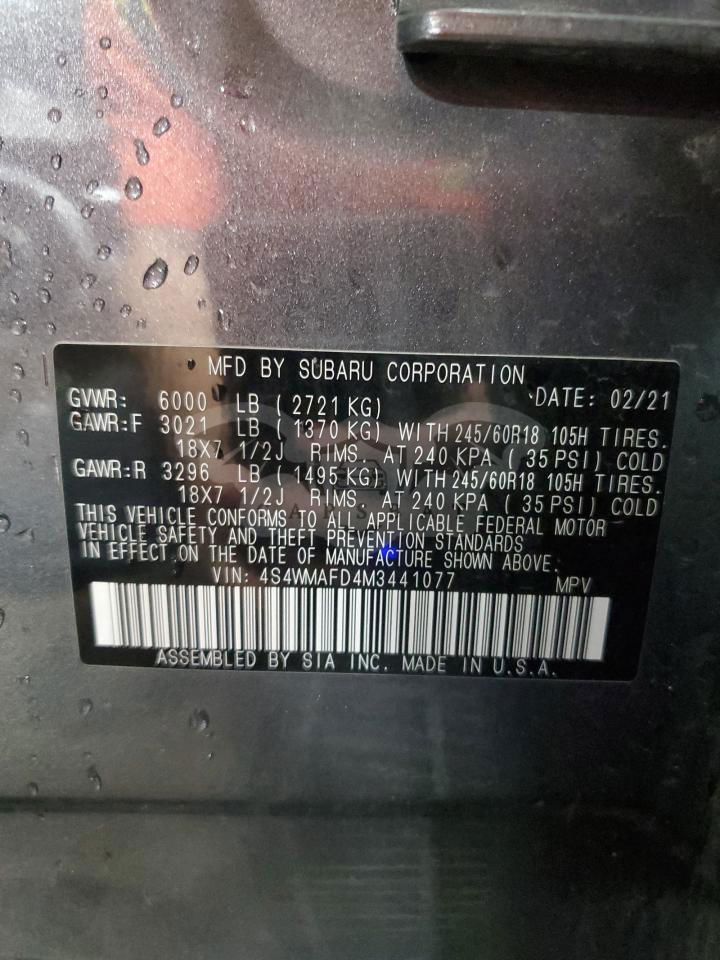 MFD BY SUBARU CORPORATION
GVWR: 6000 LB ( 2721 KG) DATE: 02/21
GAWR:F 3021 LB ( 1370 KG) WITH 245/60R18 105H TIRES.
18X7 1/2J RIMS. AT 240 KPA ( 35 PSI) COLD
GAWR:R 3296 LB ( 1495 KG) WITH 245/60R18 105H TIRES.
18X7 1/2J RIMS. AT 240 KPA ( 35 PSI) COLD
THIS VEHICLE CONFORMS TO ALL APPLICABLE FEDERAL MOTOR
VEHICLE SAFETY AND THEFT PREVENTION STANDARDS
IN EFFECT ON THE DATE OF MANUFACTURE SHOWN ABOVE.
VIN: 4S4WMAFD4M3441077 MPV
ASSEMBLED BY SIA INC. MADE IN U.S.A.